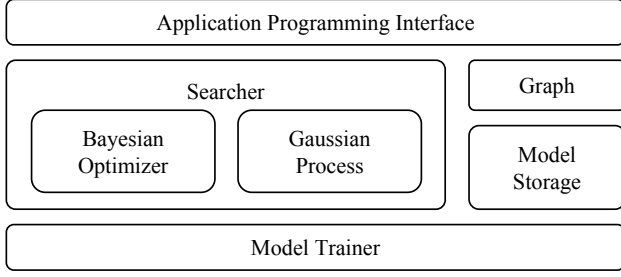 Application Programming Interface
Searcher
Bayesian
Optimizer
Gaussian
Process
Graph
Model
Storage
Model Trainer